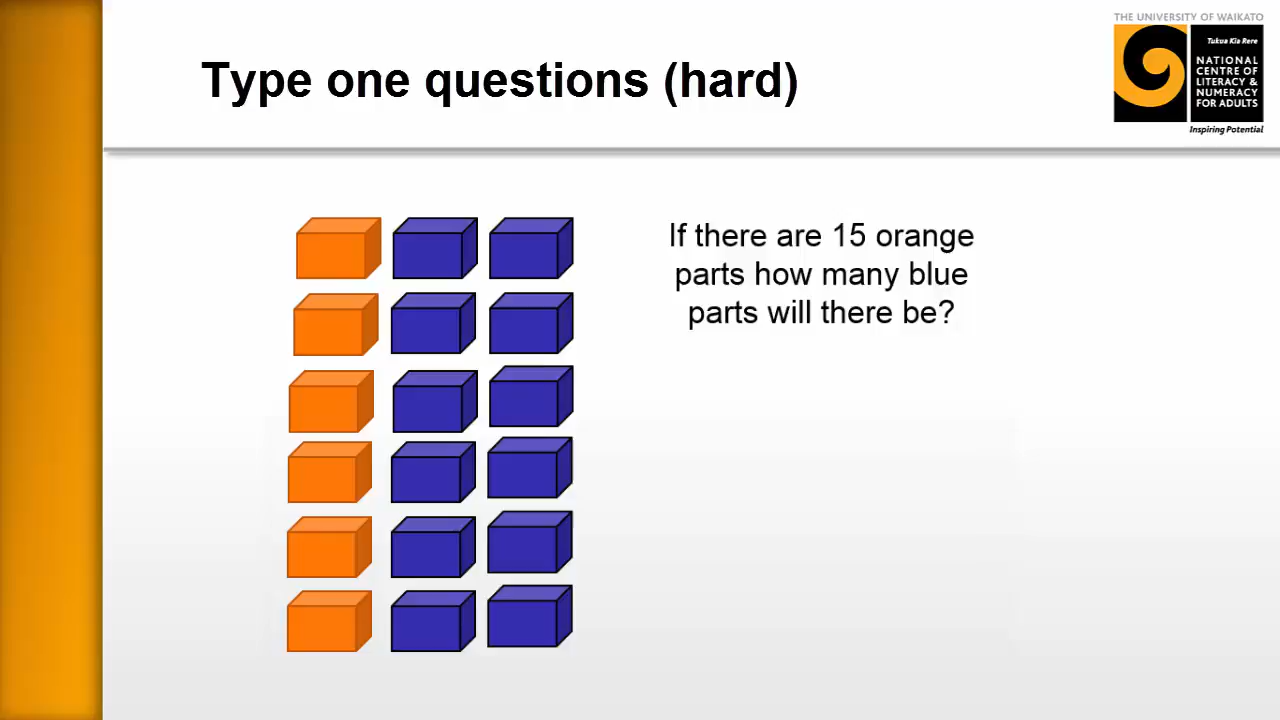 THE UNIVERSITY OF WAIKATO
Tukua Kia Rere
NATIONAL
CENTRE OF
LITERACY &
NUMERACY
FOR ADULTS
Inspiring Potential
Type one questions (hard)
If there are 15 orange
parts how many blue
parts will there be?